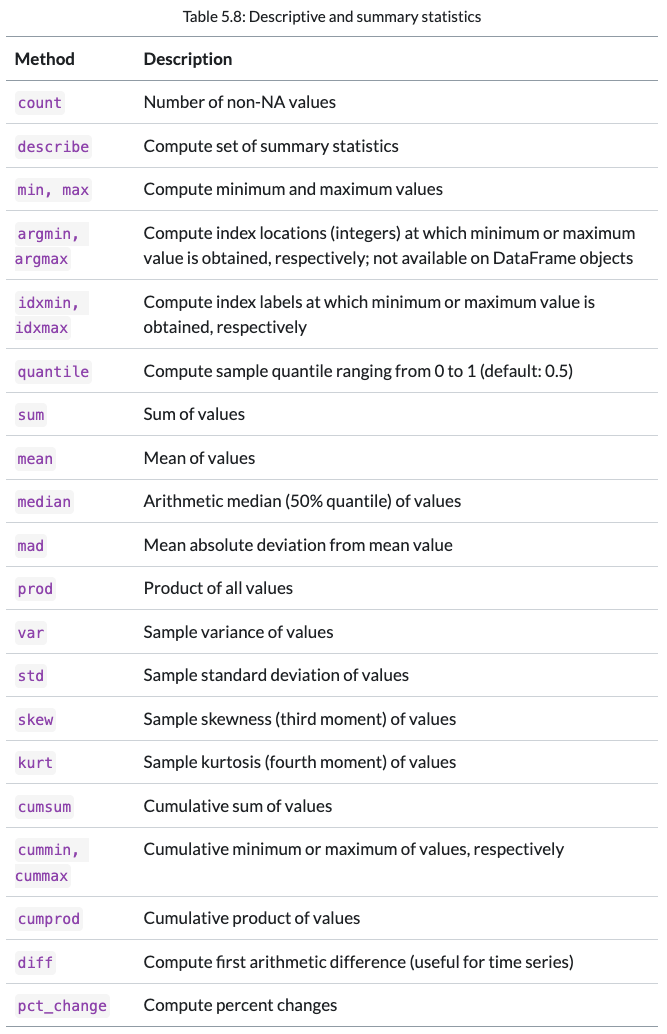 Table 5.8: Descriptive and summary statistics
Method Description
count Number of non-NA values
describe Compute set of summary statistics
min, max Compute minimum and maximum values
argmin, Compute index locations (integers) at which minimum or maximum
argmax value is obtained, respectively; not available on DataFrame objects
idxmin, Compute index labels at which minimum or maximum value is
idxmax obtained, respectively
quantile Compute sample quantile ranging from 0 to 1 (default: 0.5)
sum Sum of values
mean Mean of values
median Arithmetic median (50% quantile) of values
mad Mean absolute deviation from mean value
prod Product of all values
var Sample variance of values
std Sample standard deviation of values
skew Sample skewness (third moment) of values
kurt Sample kurtosis (fourth moment) of values
cumsum Cumulative sum of values
cummin, Cumulative minimum or maximum of values, respectively
cummax
cumprod Cumulative product of values
diff Compute first arithmetic difference (useful for time series)
pct_change Compute percent changes